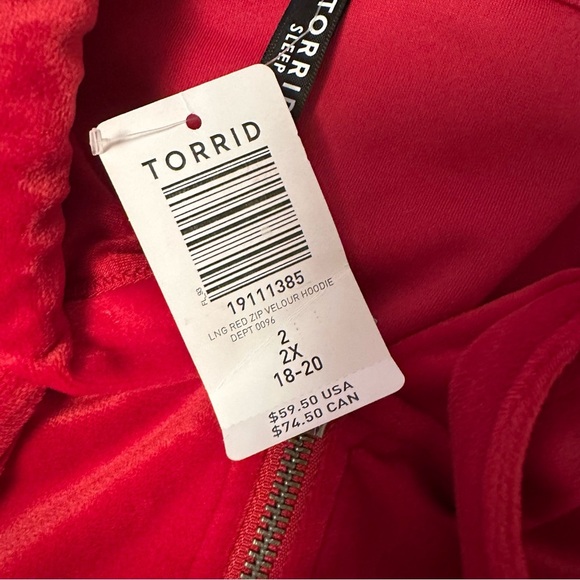 TORRID
SLEEP
TORRID
PL_93
19111385
LNG RED ZIP VELOUR HOODIE
DEPT 0096
2
2X
18-20
$59.50 USA
$74.50 CAN